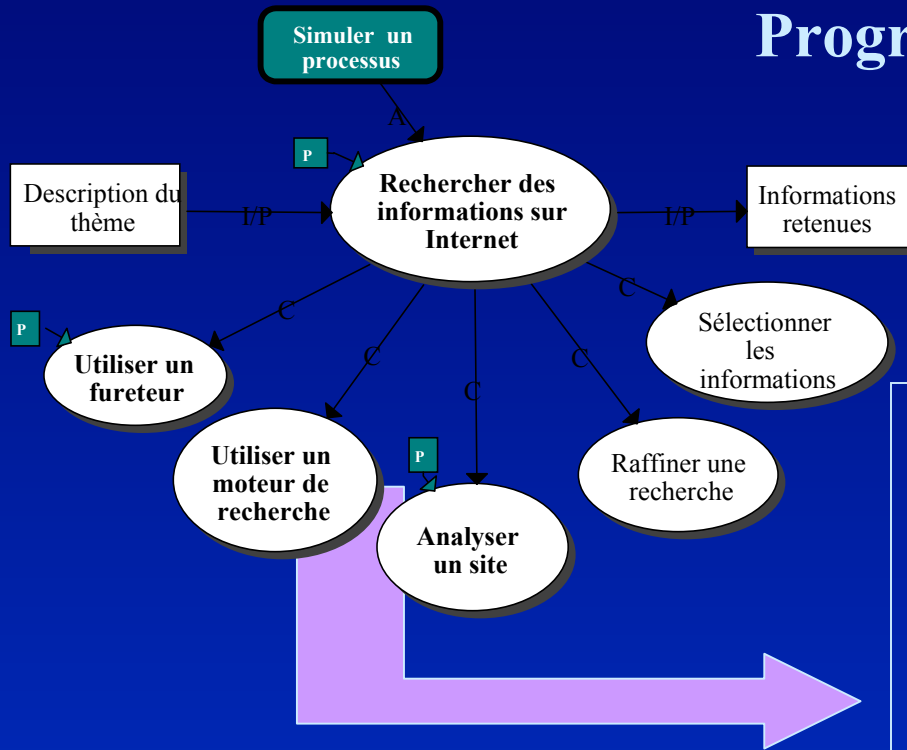 Progr
Simuler un
processus
A
P
Description du
thème
I/P
Rechercher des
informations sur
Internet
I/P
Informations
retenues
C
C
C
C
C
P
Utiliser un
fureteur
Utiliser un
moteur de
recherche
P
Analyser
un site
Raffiner une
recherche
Sélectionner
les
informations